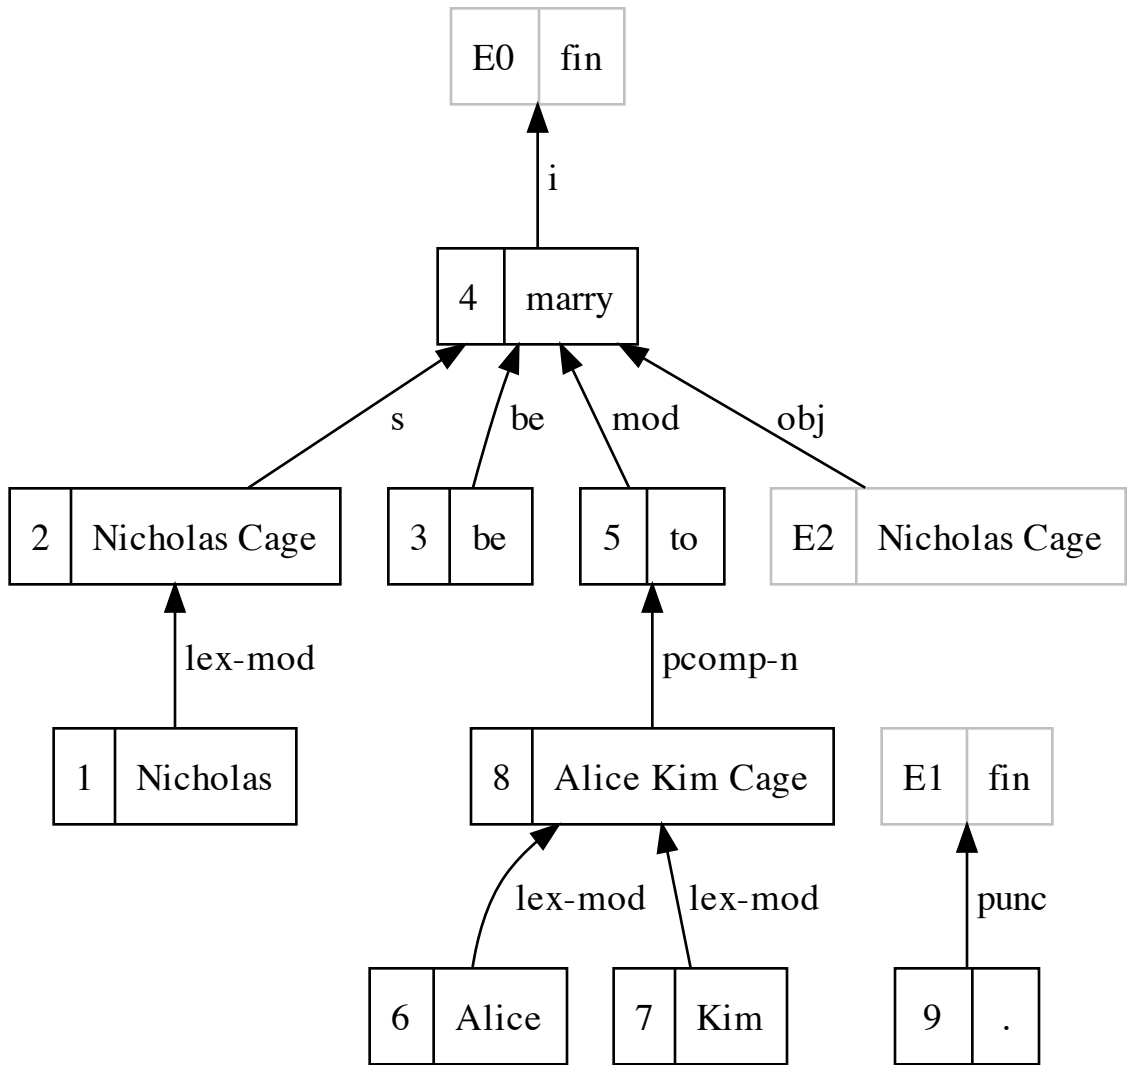 E0 fin
i
4 marry
s be mod obj
2 Nicholas Cage 3 be 5 to E2 Nicholas Cage
lex-mod pcomp-n
1 Nicholas 8 Alice Kim Cage E1 fin
lex-mod lex-mod punc
6 Alice 7 Kim 9 .